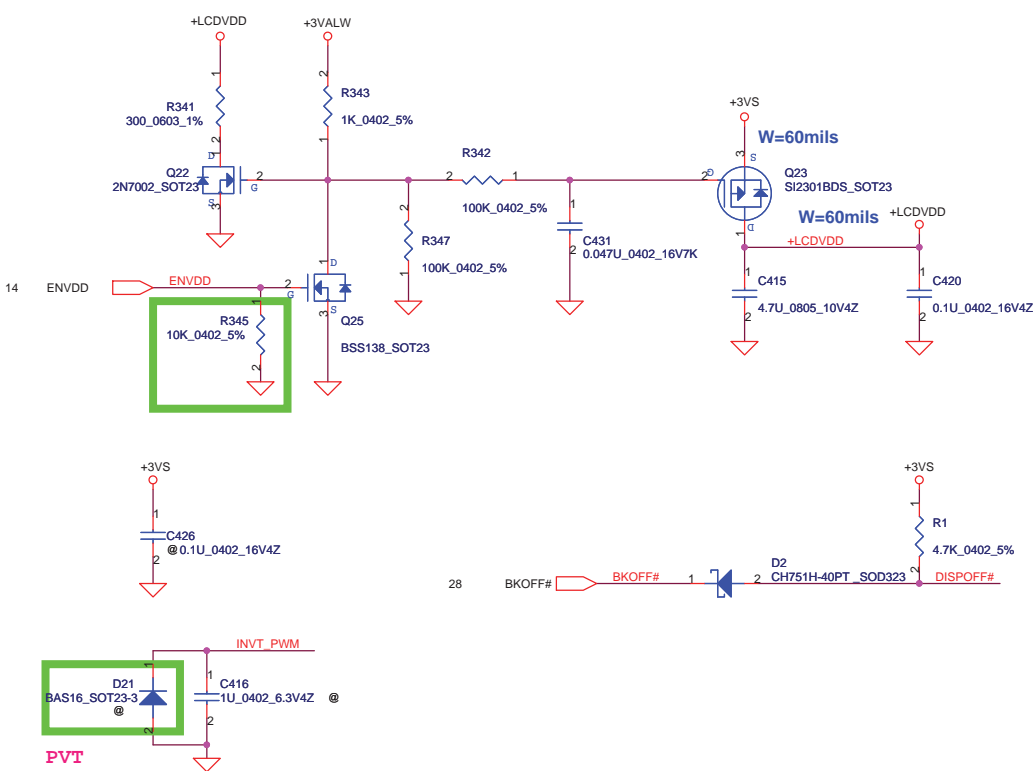 +LCDVDD
+3VALW
1
2
R341
300_0603_1%
R343
1K_0402_5%
2
1
+3VS
W=60mils
1
D
Q22
2N7002_SOT23
2
G
S
3
R342
2
1
100K_0402_5%
3
S
2
G
Q23
SI2301BDS_SOT23
1
D
W=60mils
+LCDVDD
+LCDVDD
2
R347
100K_0402_5%
1
1
C431
0.047U_0402_16V7K
2
1
C415
4.7U_0805_10V4Z
2
1
C420
0.1U_0402_16V4Z
2
14
ENVDD
ENVDD
2
G
1
D
S
3
Q25
BSS138_SOT23
1
R345
10K_0402_5%
2
+3VS
1
C426
@ 0.1U_0402_16V4Z
2
+3VS
1
R1
4.7K_0402_5%
2
28
BKOFF#
BKOFF#
1
D2
CH751H-40PT_SOD323
2
DISPOFF#
INVT_PWM
1
D21
BAS16_SOT23-3
@
2
1
C416
1U_0402_6.3V4Z
@
2
PVT